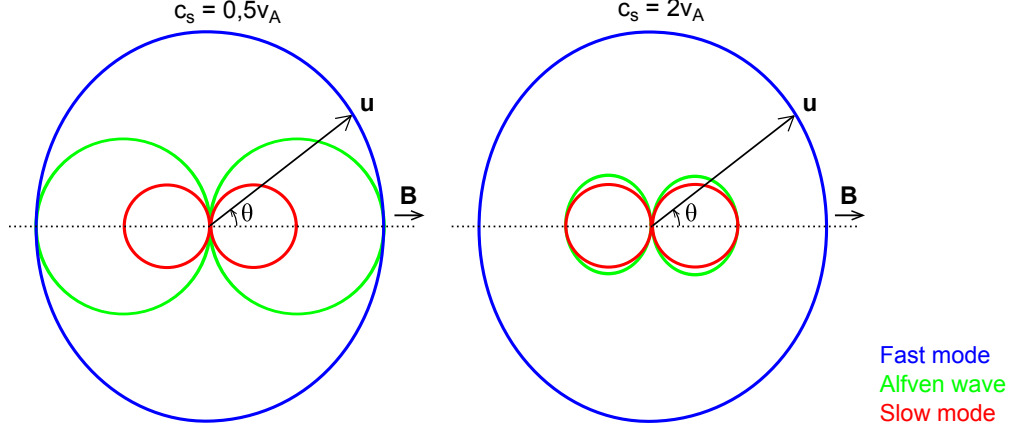 c_s = 0,5v_A
c_s = 2v_A
u
u
B
B
θ
θ
Fast mode
Alfven wave
Slow mode